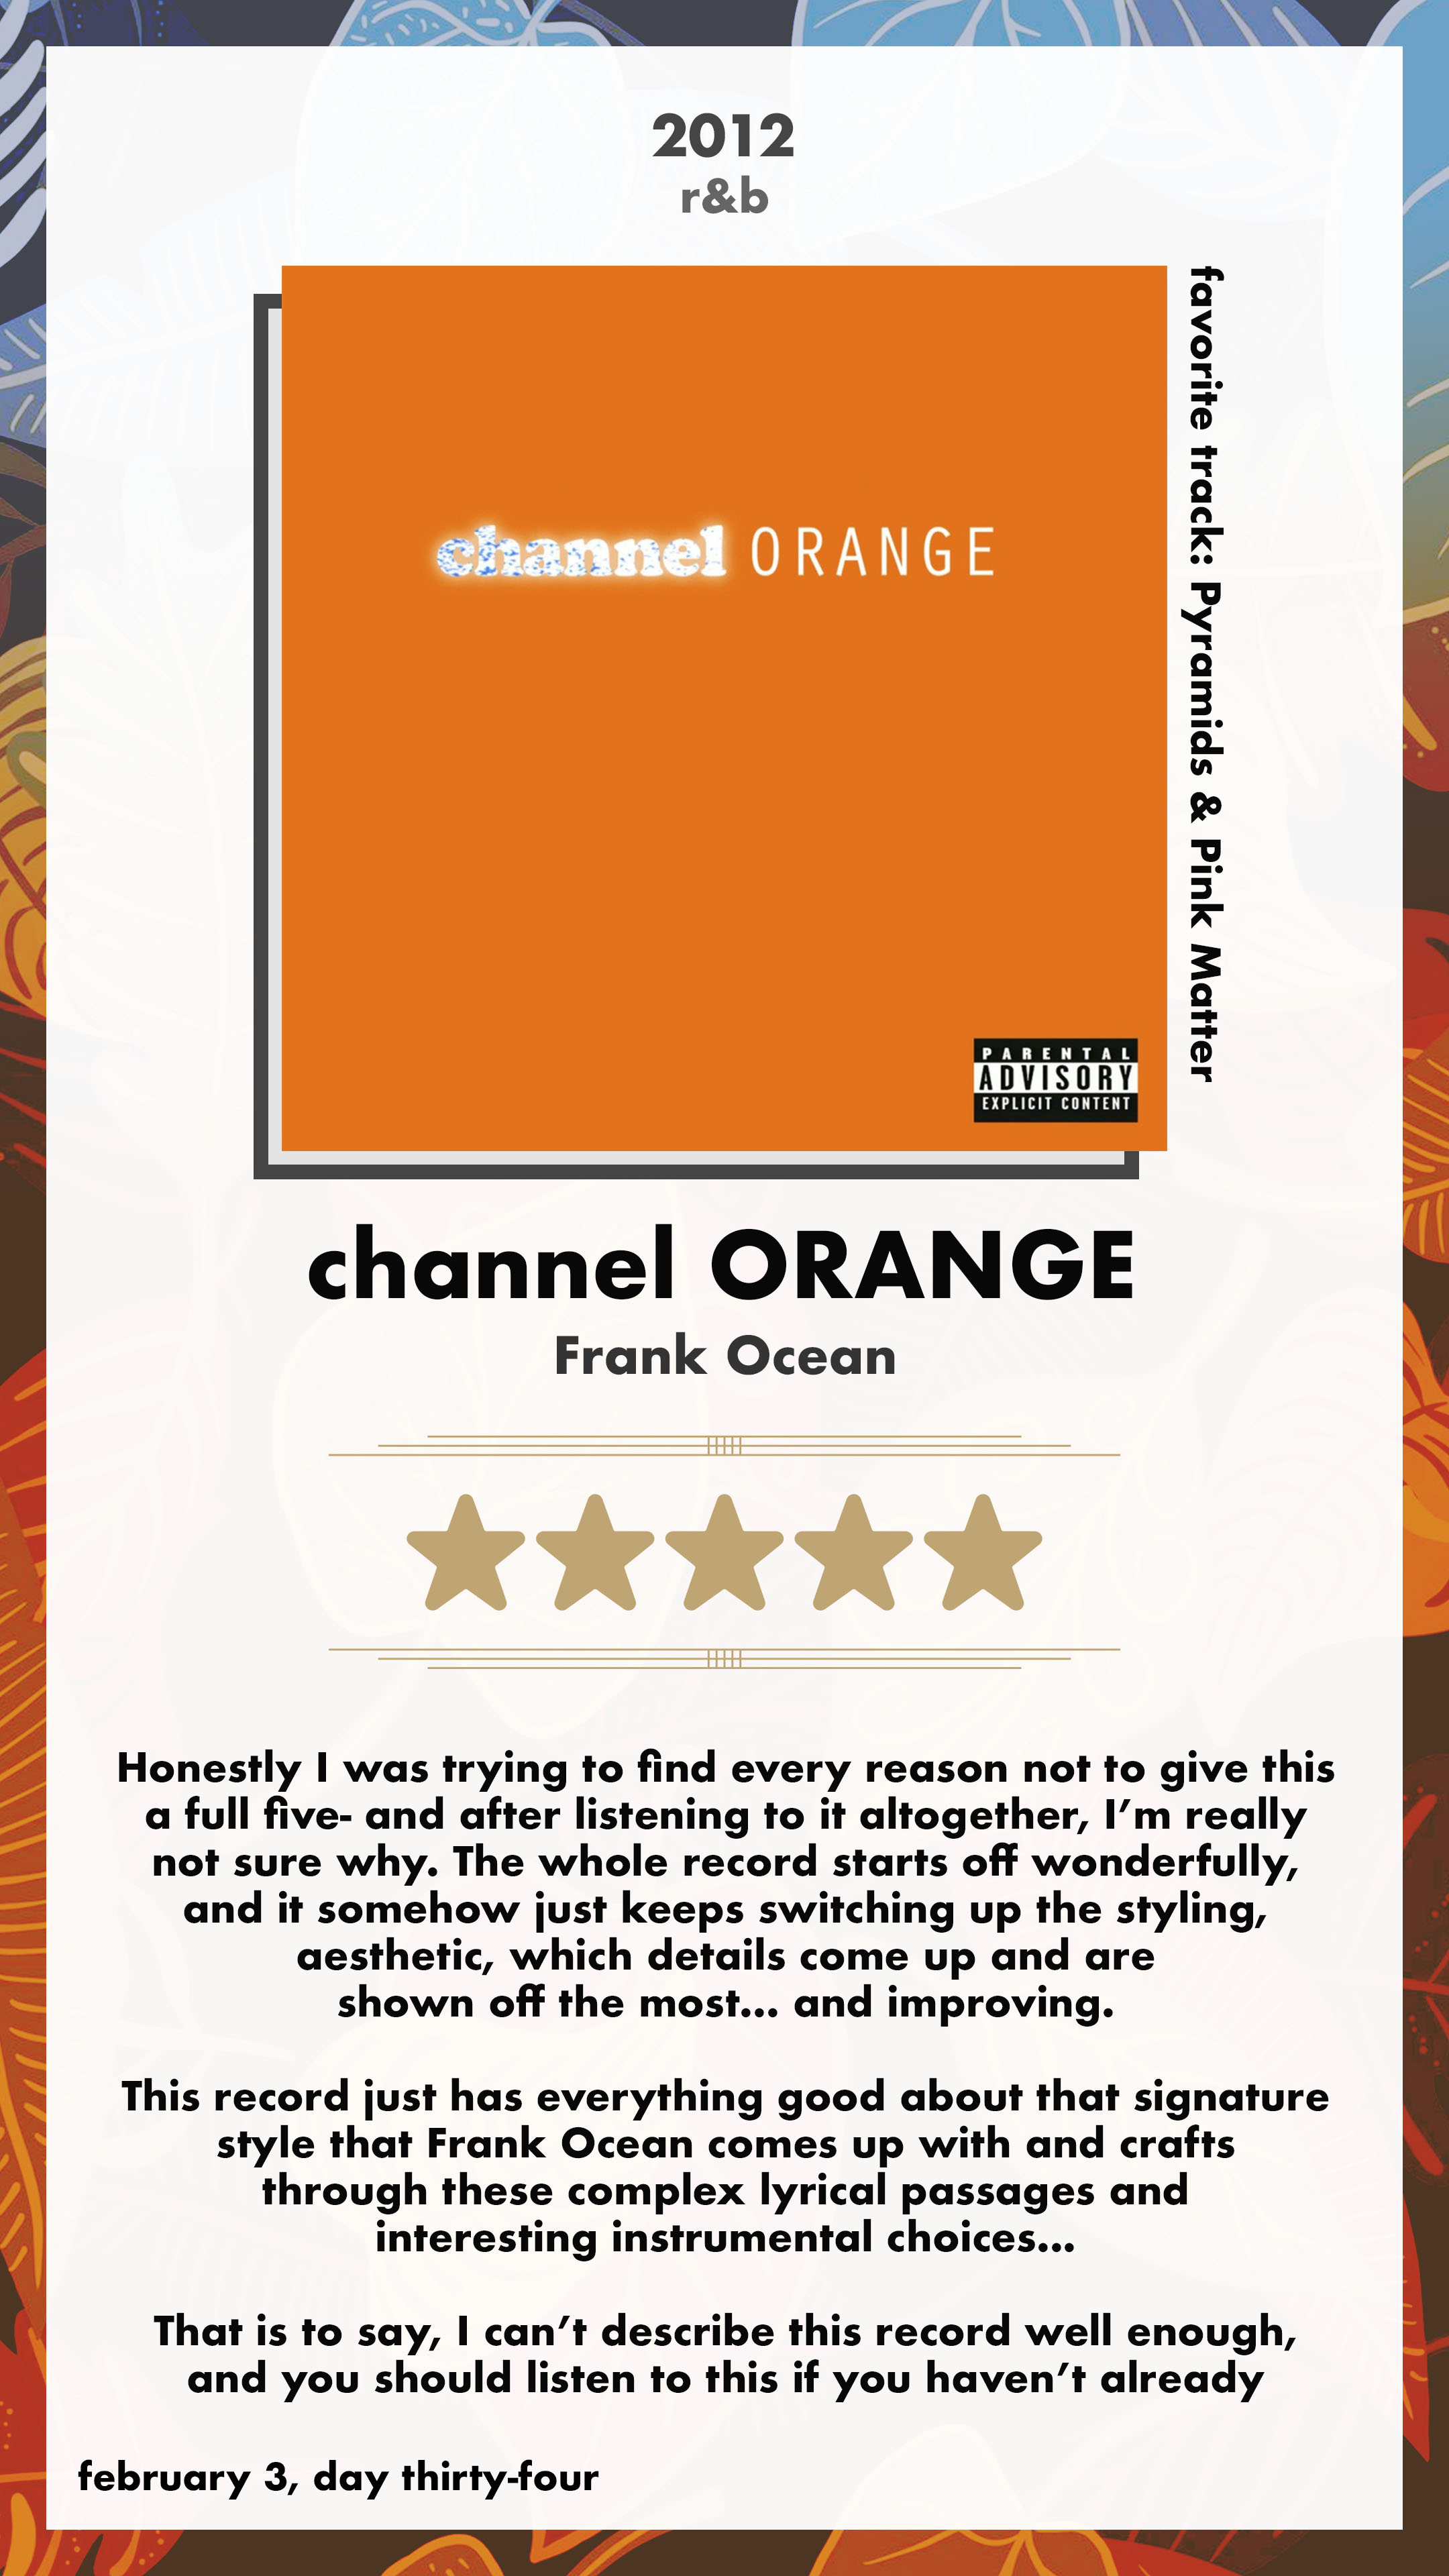 2012
r&b
channel ORANGE
favorite track: Pyramids & Pink Matter
PARENTAL
ADVISORY
EXPLICIT CONTENT
channel ORANGE
Frank Ocean
Honestly I was trying to find every reason not to give this
a full five- and after listening to it altogether, I’m really
not sure why. The whole record starts off wonderfully,
and it somehow just keeps switching up the styling,
aesthetic, which details come up and are
shown off the most... and improving.
This record just has everything good about that signature
style that Frank Ocean comes up with and crafts
through these complex lyrical passages and
interesting instrumental choices...
That is to say, I can’t describe this record well enough,
and you should listen to this if you haven’t already
february 3, day thirty-four